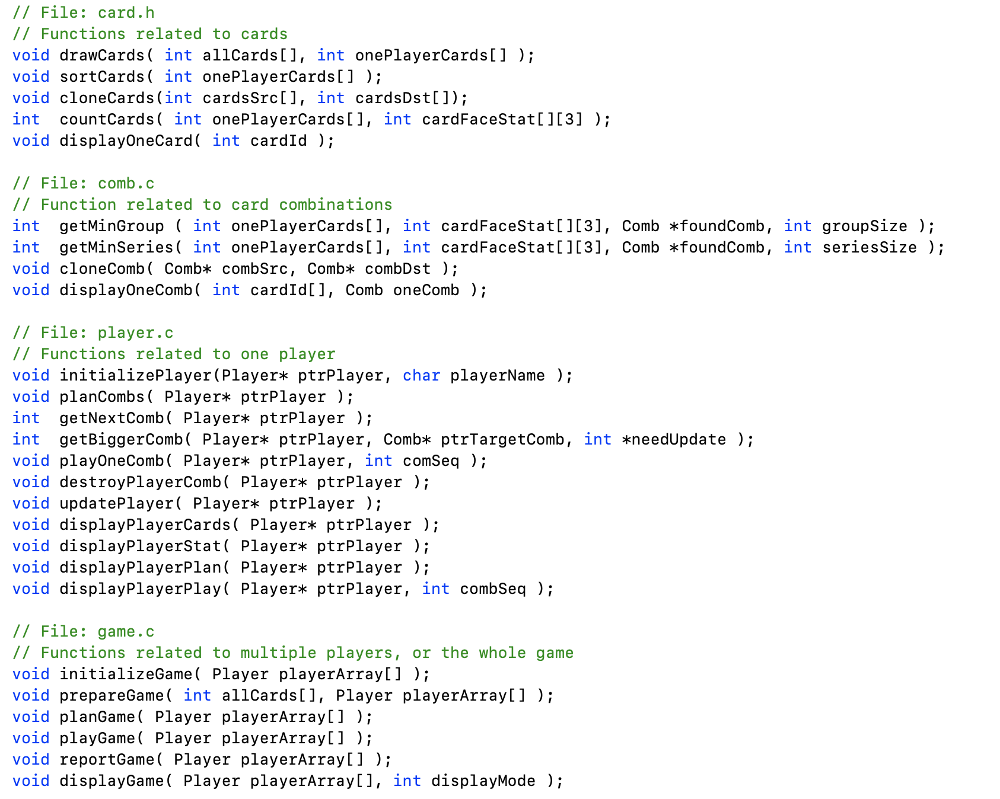 // File: card.h
// Functions related to cards
void drawCards( int allCards[], int onePlayerCards[] );
void sortCards( int onePlayerCards[] );
void cloneCards(int cardsSrc[], int cardsDst[]);
int  countCards( int onePlayerCards[], int cardFaceStat[][3] );
void displayOneCard( int cardId );

// File: comb.c
// Function related to card combinations
int  getMinGroup ( int onePlayerCards[], int cardFaceStat[][3], Comb *foundComb, int groupSize );
int  getMinSeries( int onePlayerCards[], int cardFaceStat[][3], Comb *foundComb, int seriesSize );
void cloneComb( Comb* combSrc, Comb* combDst );
void displayOneComb( int cardId[], Comb oneComb );

// File: player.c
// Functions related to one player
void initializePlayer(Player* ptrPlayer, char playerName );
void planCombs( Player* ptrPlayer );
int  getNextComb( Player* ptrPlayer );
int  getBiggerComb( Player* ptrPlayer, Comb* ptrTargetComb, int *needUpdate );
void playOneComb( Player* ptrPlayer, int comSeq );
void destroyPlayerComb( Player* ptrPlayer );
void updatePlayer( Player* ptrPlayer );
void displayPlayerCards( Player* ptrPlayer );
void displayPlayerStat( Player* ptrPlayer );
void displayPlayerPlan( Player* ptrPlayer );
void displayPlayerPlay( Player* ptrPlayer, int combSeq );

// File: game.c
// Functions related to multiple players, or the whole game
void initializeGame( Player playerArray[] );
void prepareGame( int allCards[], Player playerArray[] );
void planGame( Player playerArray[] );
void playGame( Player playerArray[] );
void reportGame( Player playerArray[] );
void displayGame( Player playerArray[], int displayMode );